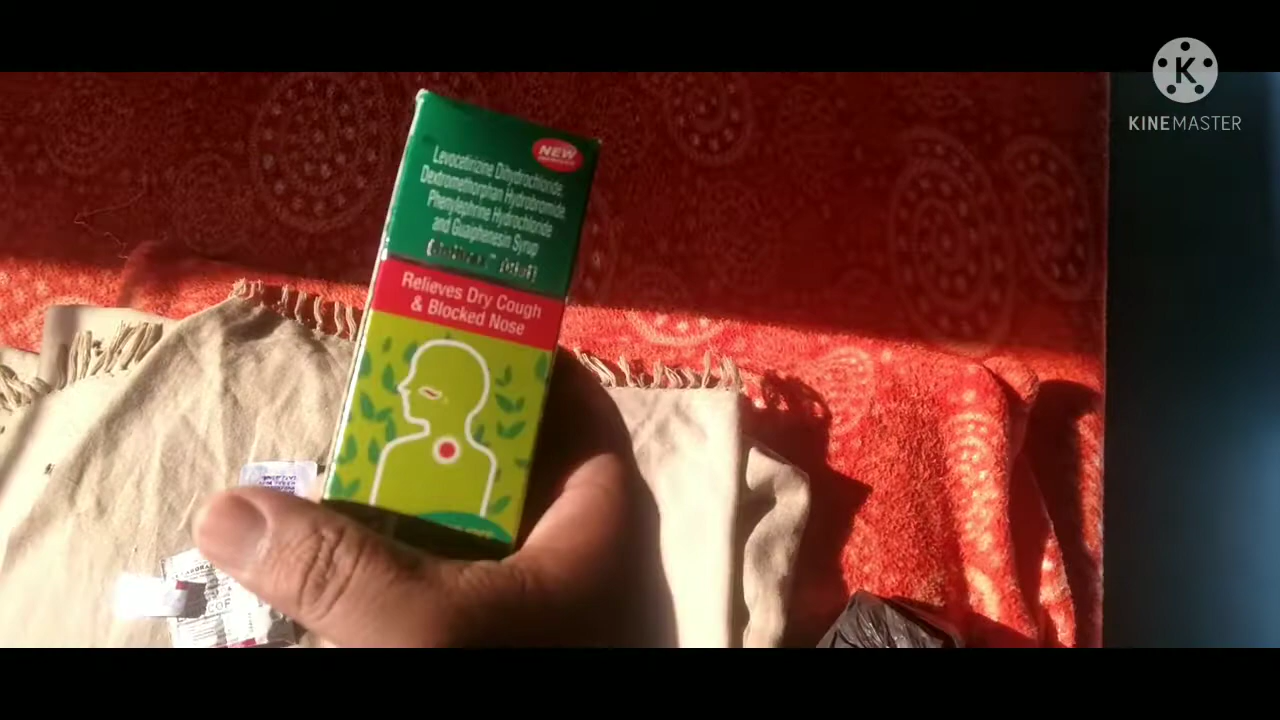 KINEMASTER
NEW
Levocetirizine Dihydrochloride,
Dextromethorphan Hydrobromide,
Phenylephrine Hydrochloride
and Guaiphenesin Syrup
Relieves Dry Cough
& Blocked Nose